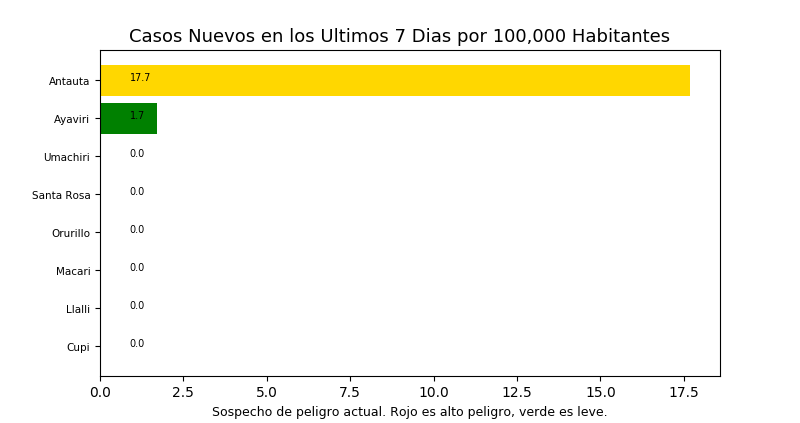 Casos Nuevos en los Ultimos 7 Dias por 100,000 Habitantes
Antauta 17.7
Ayaviri 1.7
Umachiri 0.0
Santa Rosa 0.0
Orurillo 0.0
Macari 0.0
Llalli 0.0
Cupi 0.0
0.0 2.5 5.0 7.5 10.0 12.5 15.0 17.5
Sospecho de peligro actual. Rojo es alto peligro, verde es leve.